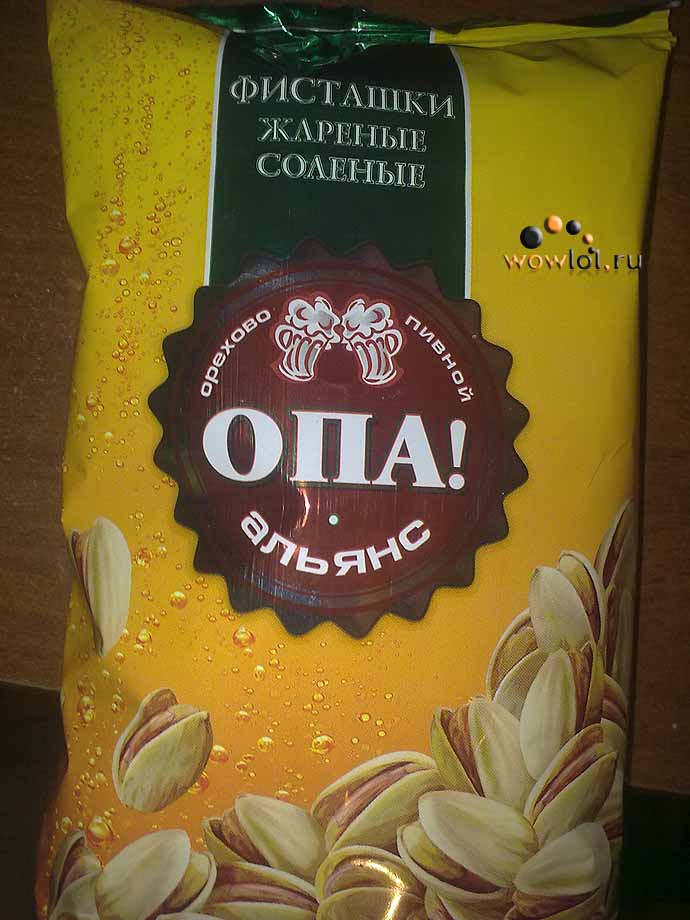 ФИСТАШКИ
ЖАРЕНЫЕ
СОЛЕНЫЕ
wowlol.ru
орехово пивной
ОПА!
альянс